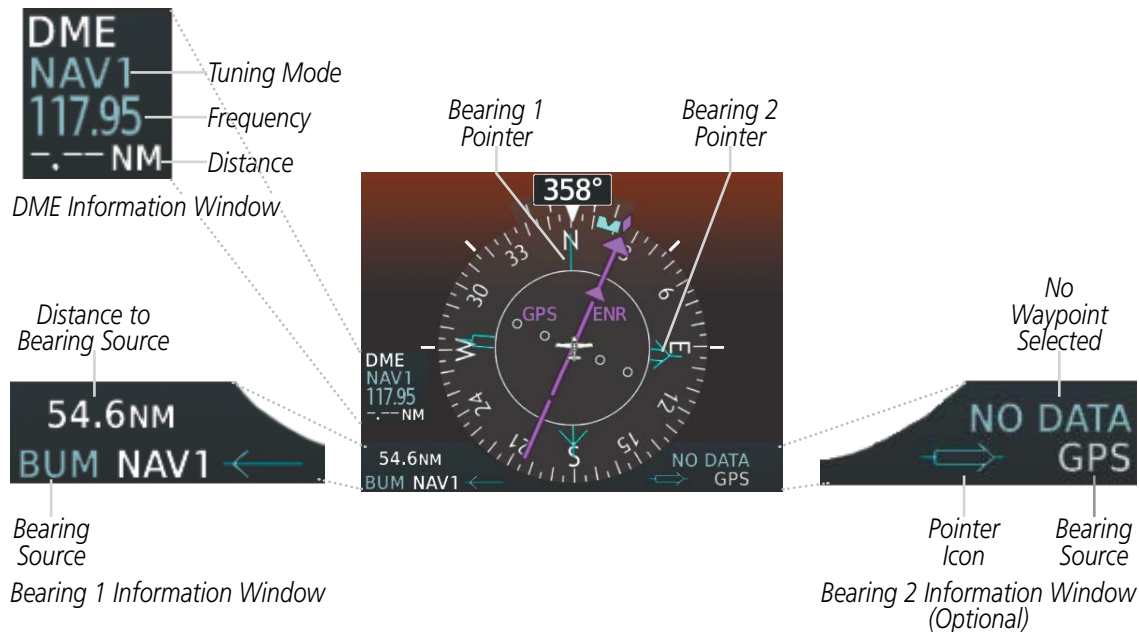 DME
NAV1
117.95
-.-- NM
Tuning Mode
Frequency
Distance
DME Information Window
Bearing 1
Pointer
Bearing 2
Pointer
358°
N
3
6
E
12
15
S
21
24
W
30
33
GPS
ENR
DME
NAV1
117.95
-.-- NM
54.6NM
BUM NAV1
NO DATA
GPS
Distance to
Bearing Source
54.6NM
BUM NAV1
Bearing
Source
Bearing 1 Information Window
No
Waypoint
Selected
NO DATA
GPS
Pointer
Icon
Bearing
Source
Bearing 2 Information Window
(Optional)